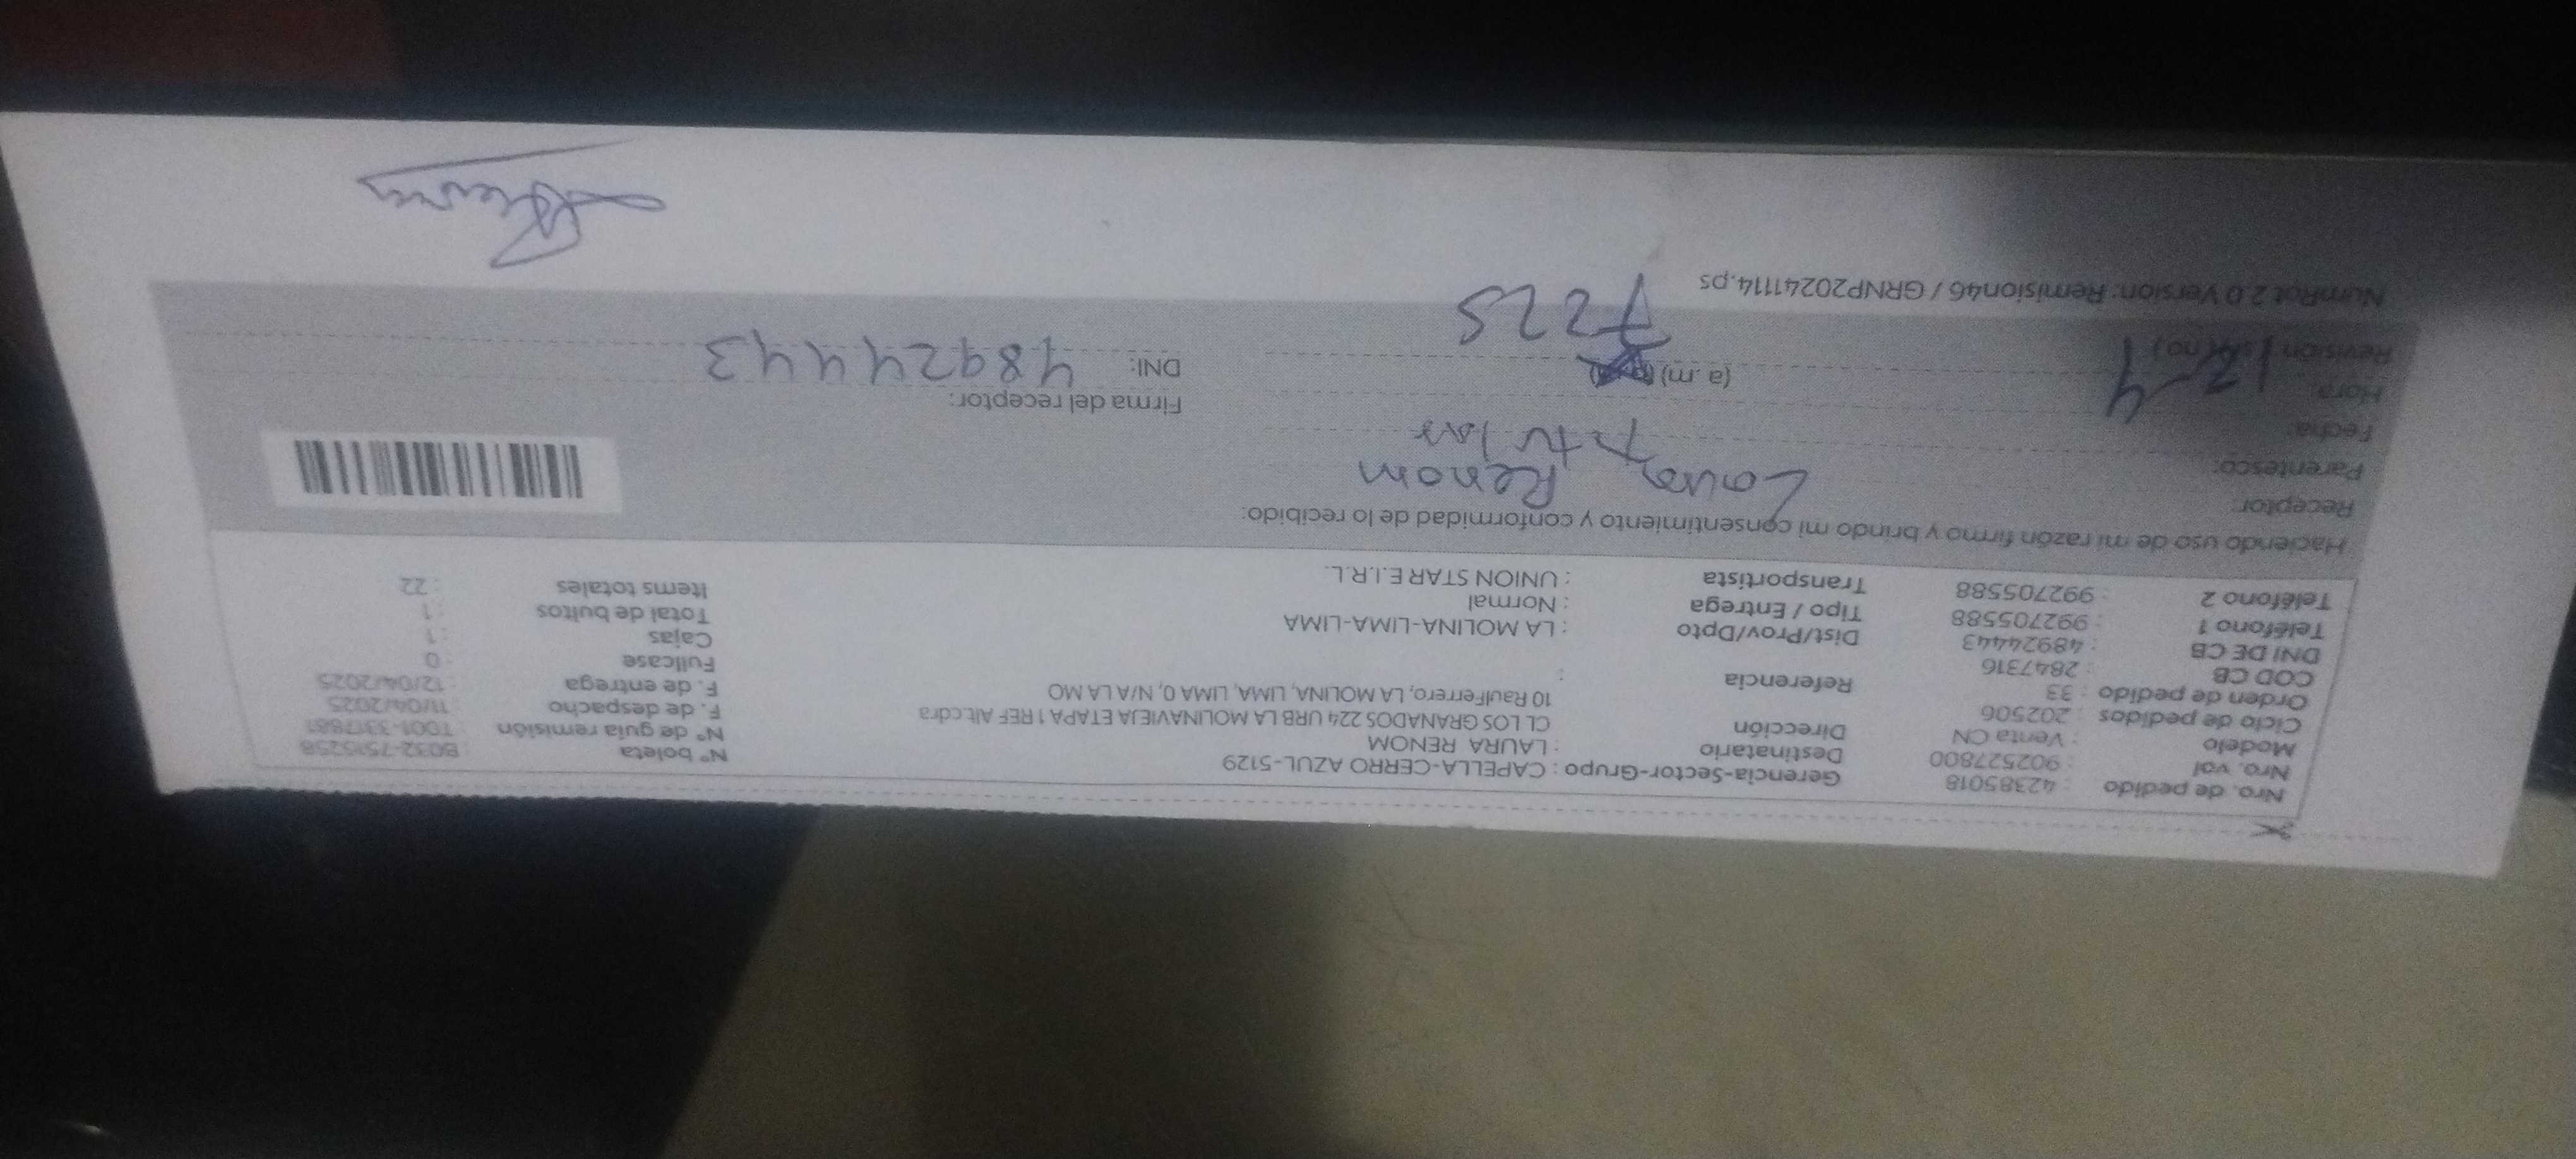 Nro. de pedido : 42385018 Gerencia-Sector-Grupo : CAPELLA-CERRO AZUL-5129 N° boleta
Nro. vol : 902527800 Destinatario : LAURA RENOM N° de guía remisión
Modelo : Venta CN Dirección CL LOS GRANADOS 224 URB LA MOLINA VIEJA ETAPA 1 REF Alt.cdra F. de despacho : 11/04/2025
Ciclo de pedidos : 202506 10 RaulFerrero, LA MOLINA, LIMA, LIMA 0, N/A LA MO F. de entrega : 12/04/2025
Orden de pedido : 33 Referencia : Fullcase : 0
COD CB : 2847316 Dist/Prov/Dpto : LA MOLINA-LIMA-LIMA Cajas : 1
DNI DE CB : 48924443 Tipo / Entrega : Normal Total de bultos : 1
Teléfono 1 : 992705588 Transportista : UNION STAR E.I.R.L. Items totales : 22
Teléfono 2 : 992705588
Haciendo uso de mi razón firmo y brindo mi consentimiento y conformidad de lo recibido:
Receptor: Laura Renom
Parentesco: Titular
Fecha: Firma del receptor:
Hora: (a.m) DNI: 48924443
Revisión (si) (no)
12-4 7225
NumRot 2.0 Version: Remision46 / GRNP20241114.ps